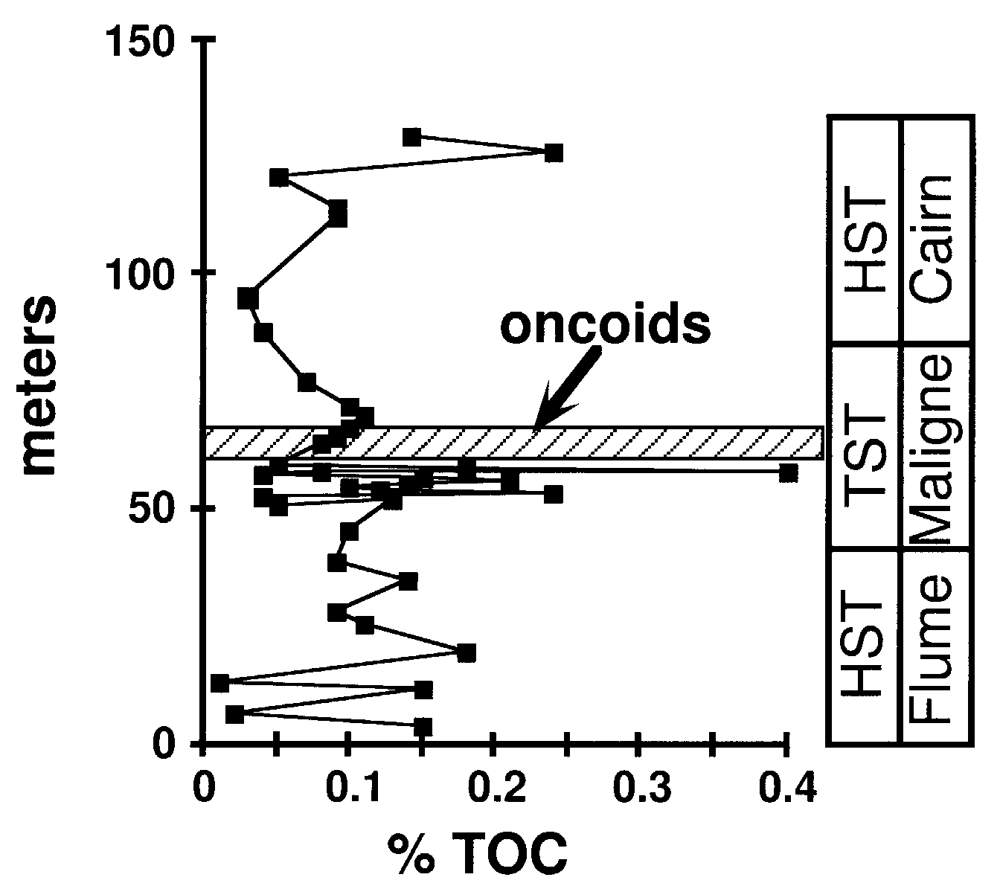 150
100
50
0
meters
oncoids
0 0.1 0.2 0.3 0.4
% TOC
HST Cairn
TST Maligne
HST Flume